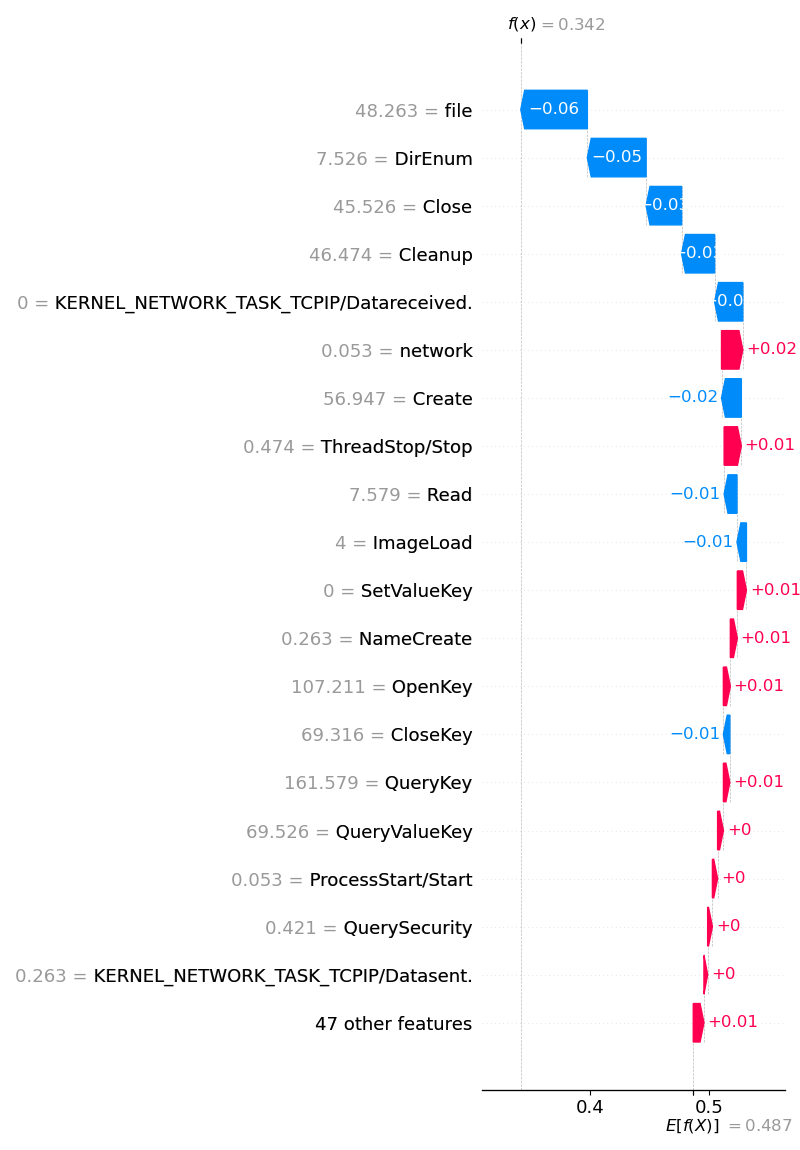 f(x) = 0.342
48.263 = file −0.06
7.526 = DirEnum −0.05
45.526 = Close
46.474 = Cleanup
0 = KERNEL_NETWORK_TASK_TCPIP/Datareceived.
0.053 = network +0.02
56.947 = Create −0.02
0.474 = ThreadStop/Stop +0.01
7.579 = Read −0.01
4 = ImageLoad −0.01
0 = SetValueKey +0.01
0.263 = NameCreate +0.01
107.211 = OpenKey +0.01
69.316 = CloseKey −0.01
161.579 = QueryKey +0.01
69.526 = QueryValueKey +0
0.053 = ProcessStart/Start +0
0.421 = QuerySecurity +0
0.263 = KERNEL_NETWORK_TASK_TCPIP/Datasent. +0
47 other features +0.01
0.4 0.5
E[f(X)] = 0.487